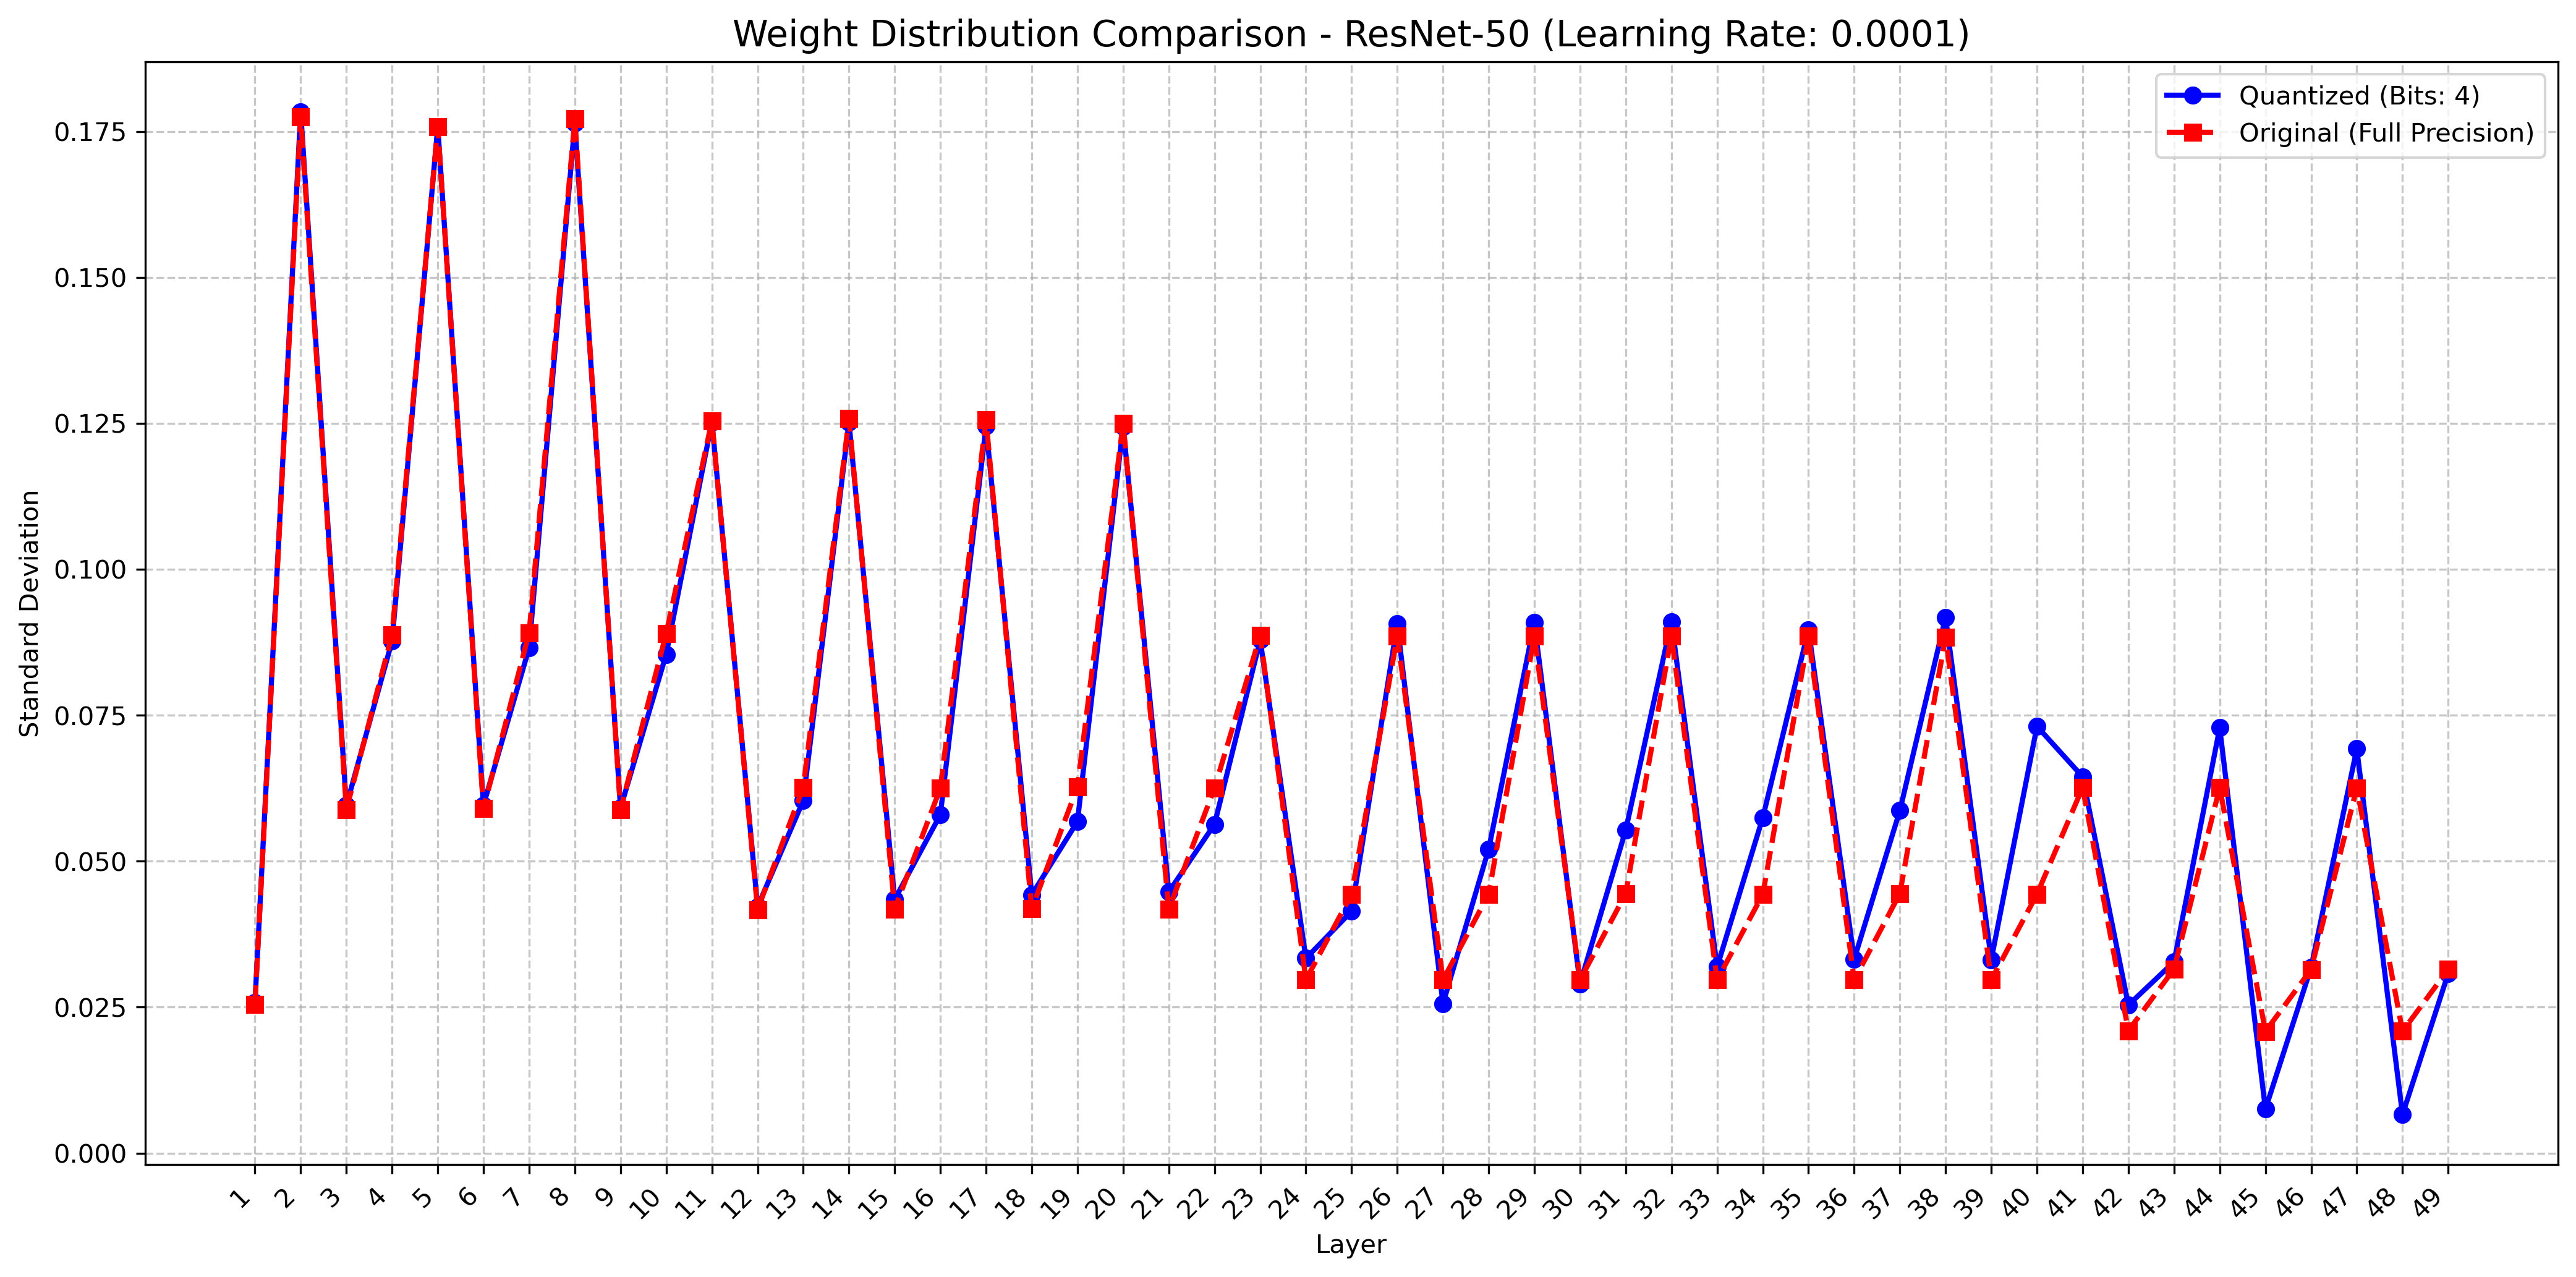 Weight Distribution Comparison - ResNet-50 (Learning Rate: 0.0001)
Quantized (Bits: 4)
Original (Full Precision)
Standard Deviation
0.175
0.150
0.125
0.100
0.075
0.050
0.025
0.000
1 2 3 4 5 6 7 8 9 10 11 12 13 14 15 16 17 18 19 20 21 22 23 24 25 26 27 28 29 30 31 32 33 34 35 36 37 38 39 40 41 42 43 44 45 46 47 48 49
Layer